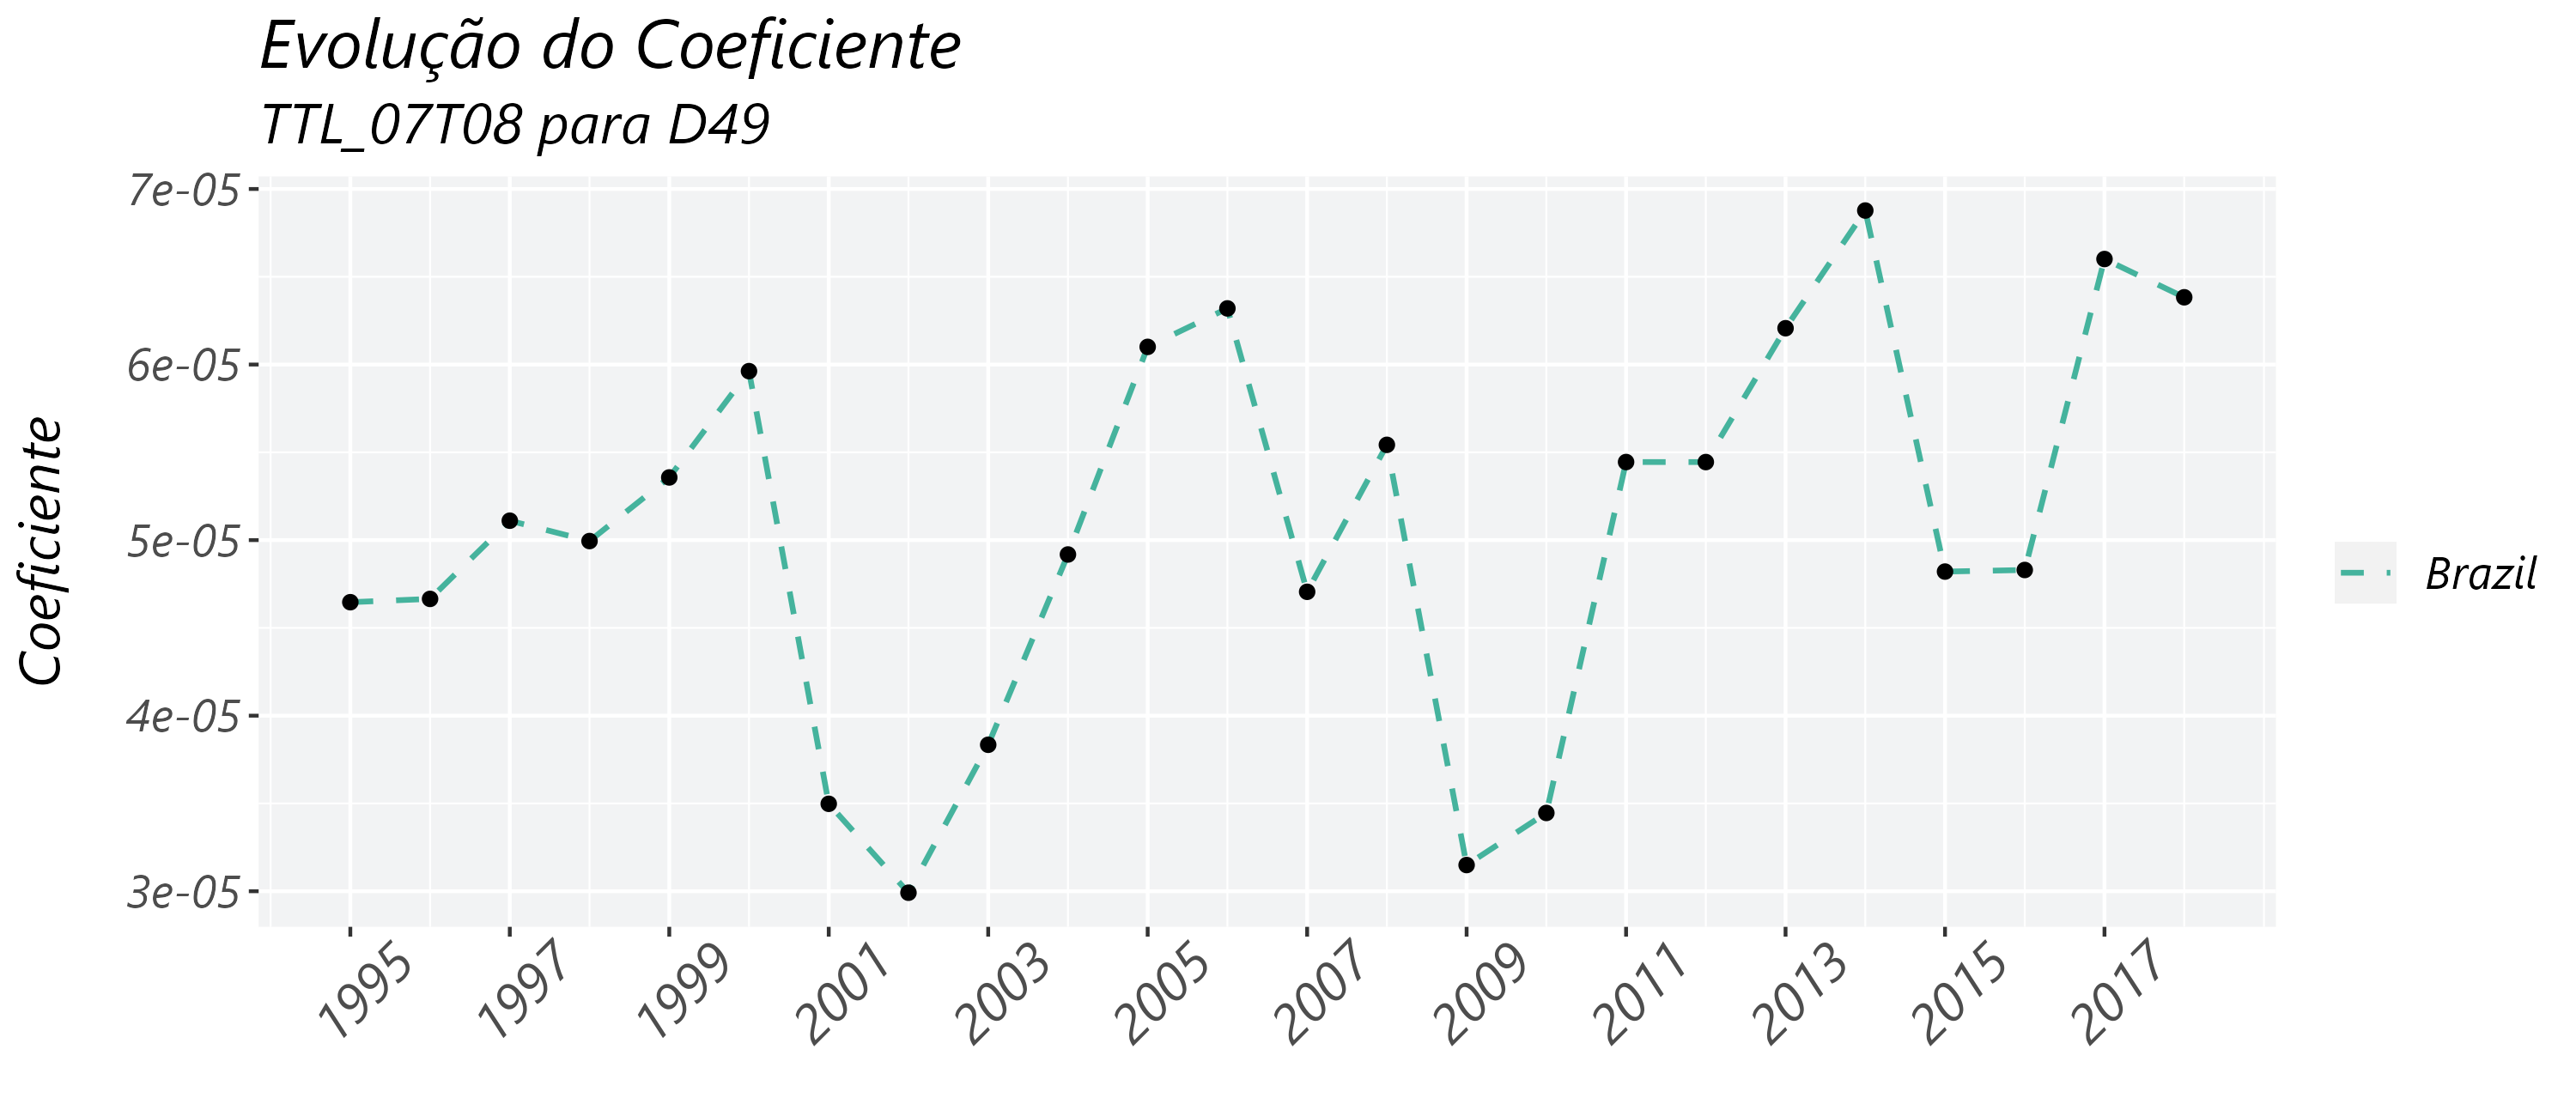 Evolução do Coeficiente
TTL_07T08 para D49
Coeficiente
7e-05
6e-05
5e-05
4e-05
3e-05
1995
1997
1999
2001
2003
2005
2007
2009
2011
2013
2015
2017
Brazil